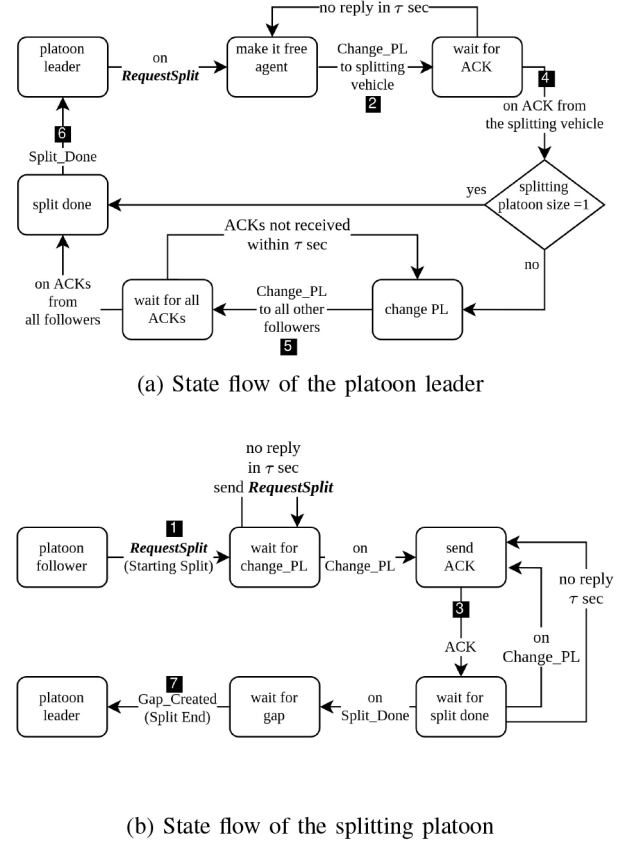 no reply in τ sec
platoon
leader
on
RequestSplit
make it free
agent
Change_PL
to splitting
vehicle
2
wait for
ACK
4
on ACK from
the splitting vehicle
6
Split_Done
split done
yes
splitting
platoon size =1
no
ACKs not received
within τ sec
on ACKs
from
all followers
wait for all
ACKs
Change_PL
to all other
followers
5
change PL
(a) State flow of the platoon leader
no reply
in τ sec
send RequestSplit
platoon
follower
1
RequestSplit
(Starting Split)
wait for
change_PL
on
Change_PL
send
ACK
no reply
τ sec
3
ACK
on
Change_PL
platoon
leader
7
Gap_Created
(Split End)
wait for
gap
on
Split_Done
wait for
split done
(b) State flow of the splitting platoon